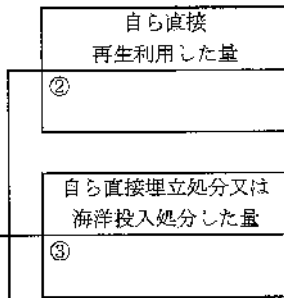 自ら直接
再生利用した量
②
自ら直接埋立処分又は
海洋投入処分した量
③